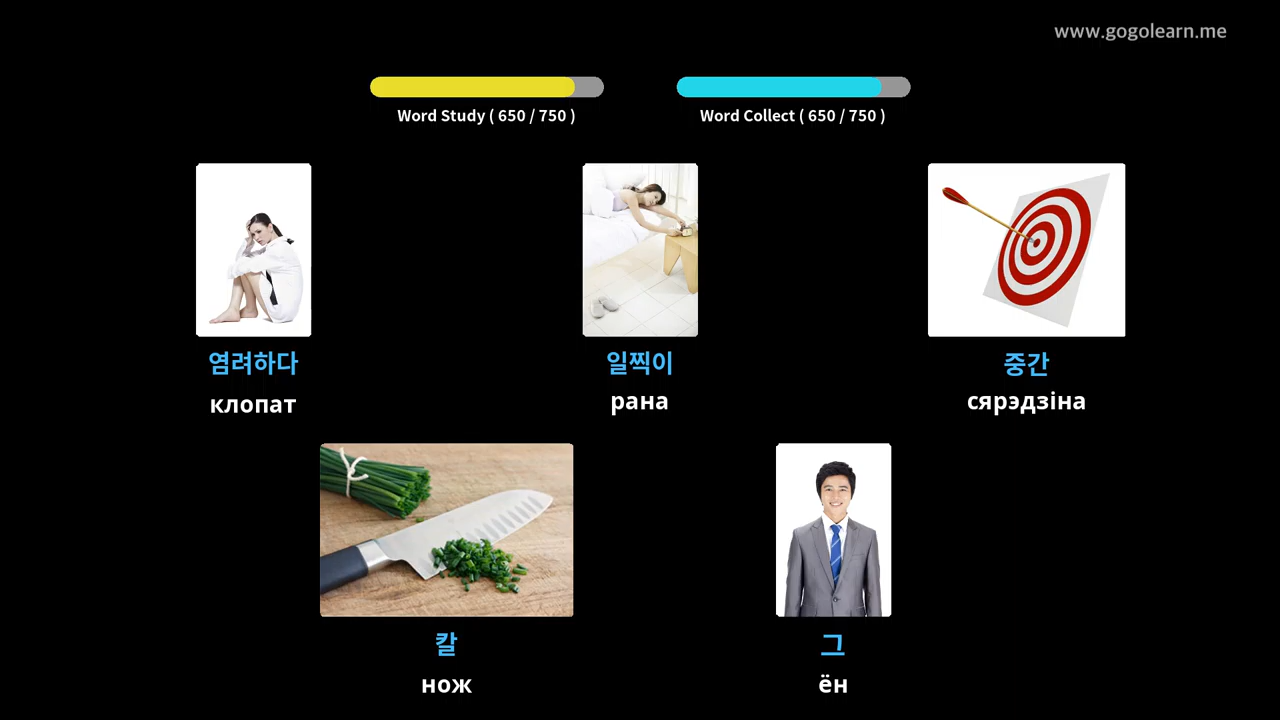 www.gogolearn.me
Word Study ( 650 / 750 )
Word Collect ( 650 / 750 )
염려하다
клопат
일찍이
рана
중간
сярэдзіна
칼
нож
그
ён